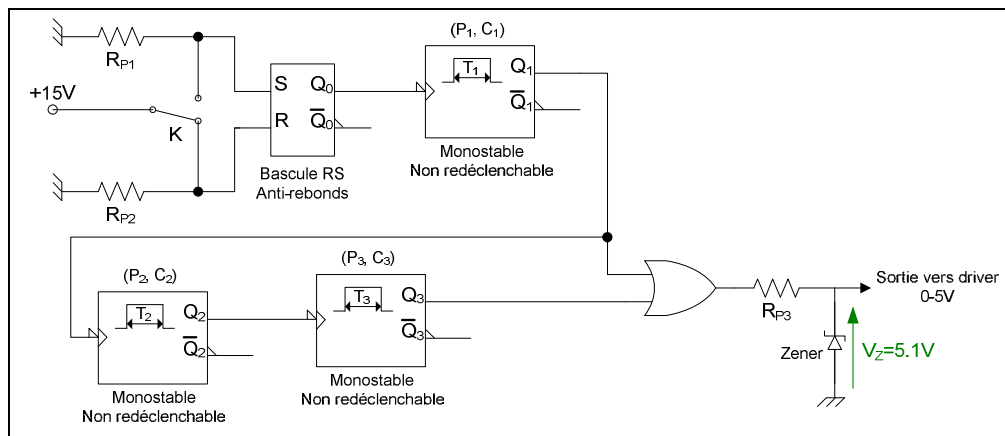 (P1, C1)
RP1
+15V
K
RP2
S
R
Q0
Q̅0
Bascule RS
Anti-rebonds
T1
Q1
Q̅1
Monostable
Non redéclenchable
(P2, C2)
T2
Q2
Q̅2
Monostable
Non redéclenchable
(P3, C3)
T3
Q3
Q̅3
Monostable
Non redéclenchable
RP3
Sortie vers driver
0-5V
Zener
VZ=5.1V